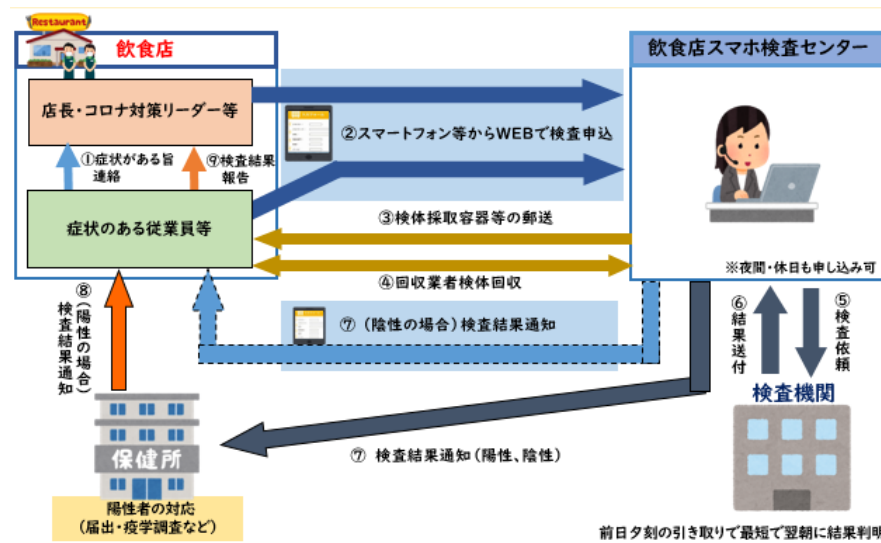 Restaurant
飲食店
飲食店スマホ検査センター
店長・コロナ対策リーダー等
②スマートフォン等からWEBで検査申込
①症状がある旨
連絡
⑨検査結果
報告
症状のある従業員等
③検体採取容器等の郵送
※夜間・休日も申し込み可
④回収業者検体回収
⑧(陽性の場合)
検査結果通知
⑦ (陰性の場合)検査結果通知
⑥結果送付
⑤検査依頼
検査機関
保健所
⑦ 検査結果通知(陽性、陰性)
陽性者の対応
(届出・疫学調査など)
前日夕刻の引き取りで最短で翌朝に結果判明